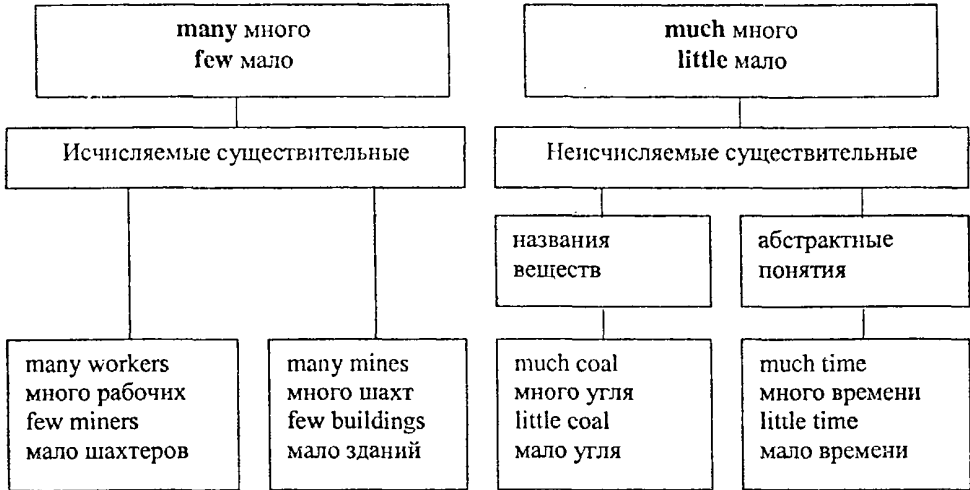 many много
few мало
much много
little мало
Исчисляемые существительные
Неисчисляемые существительные
названия
веществ
абстрактные
понятия
many workers
много рабочих
few miners
мало шахтеров
many mines
много шахт
few buildings
мало зданий
much coal
много угля
little coal
мало угля
much time
много времени
little time
мало времени